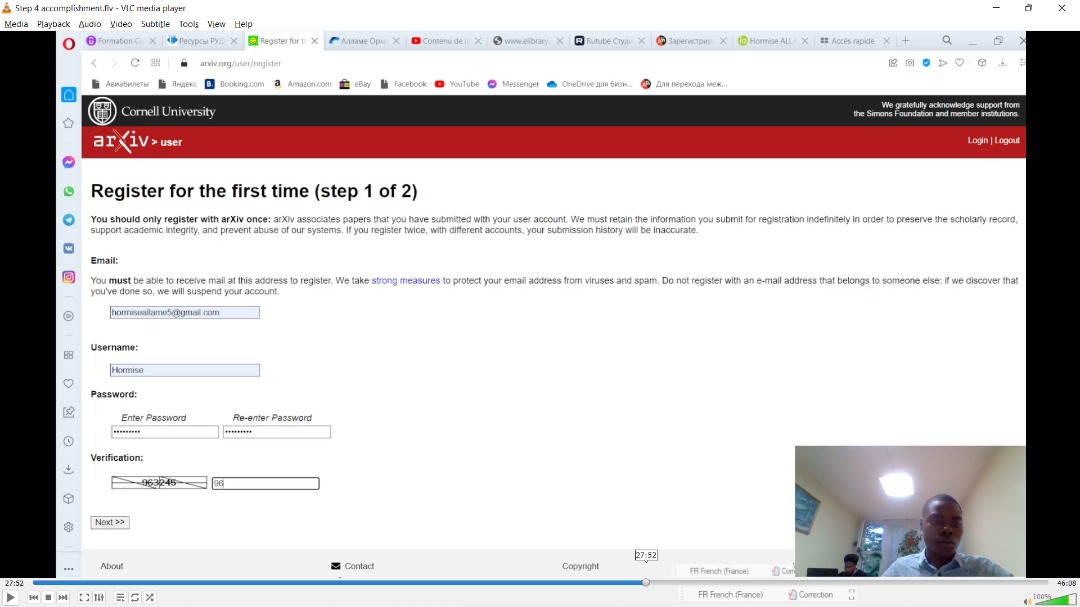 Step 4 accomplishment.flv - VLC media player
Media Playback Audio Video Subtitle Tools View Help
Formation Co
Ресурсы РУД
Register for t
Алламе Орм
Contenu de l
www.elibrary
Rutube Студи
Зарегистрир
Hormise ALL
Accès rapide
arxiv.org/user/register
Авиабилеты Яндекс Booking.com Amazon.com eBay Facebook YouTube Messenger OneDrive для бизн... Для перехода меж...
Cornell University
We gratefully acknowledge support from
the Simons Foundation and member institutions.
arXiv > user
Login | Logout
Register for the first time (step 1 of 2)
You should only register with arXiv once: arXiv associates papers that you have submitted with your user account. We must retain the information you submit for registration indefinitely in order to preserve the scholarly record,
support academic integrity, and prevent abuse of our systems. If you register twice, with different accounts, your submission history will be inaccurate.
Email:
You must be able to receive mail at this address to register. We take strong measures to protect your email address from viruses and spam. Do not register with an e-mail address that belongs to someone else: if we discover that
you've done so, we will suspend your account.
hormiseallame5@gmail.com
Username:
Hormise
Password:
Enter Password Re-enter Password
Verification:
963245 96
Next >>
About Contact Copyright
27:52
FR French (France) Com
27:52 46:08
FR French (France) Correction
100%